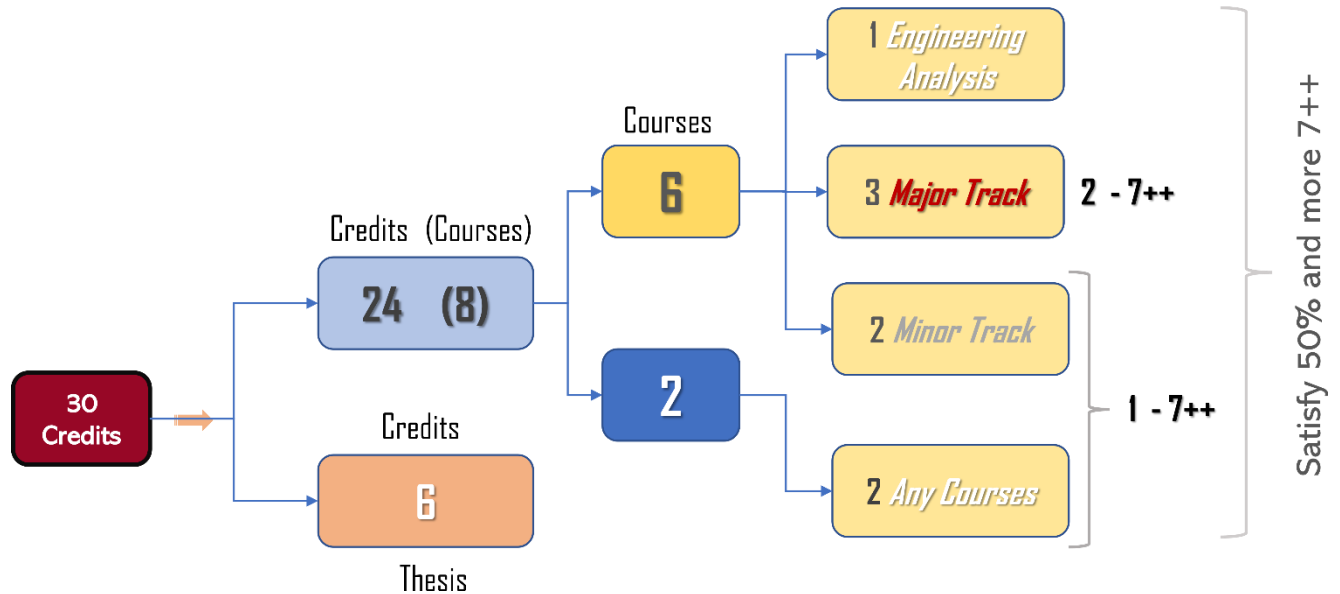 30
Credits
Credits (Courses)
24 (8)
Credits
6
Thesis
Courses
6
2
1 Engineering
Analysis
3 Major Track
2 - 7++
2 Minor Track
2 Any Courses
1 - 7++
Satisfy 50% and more 7++